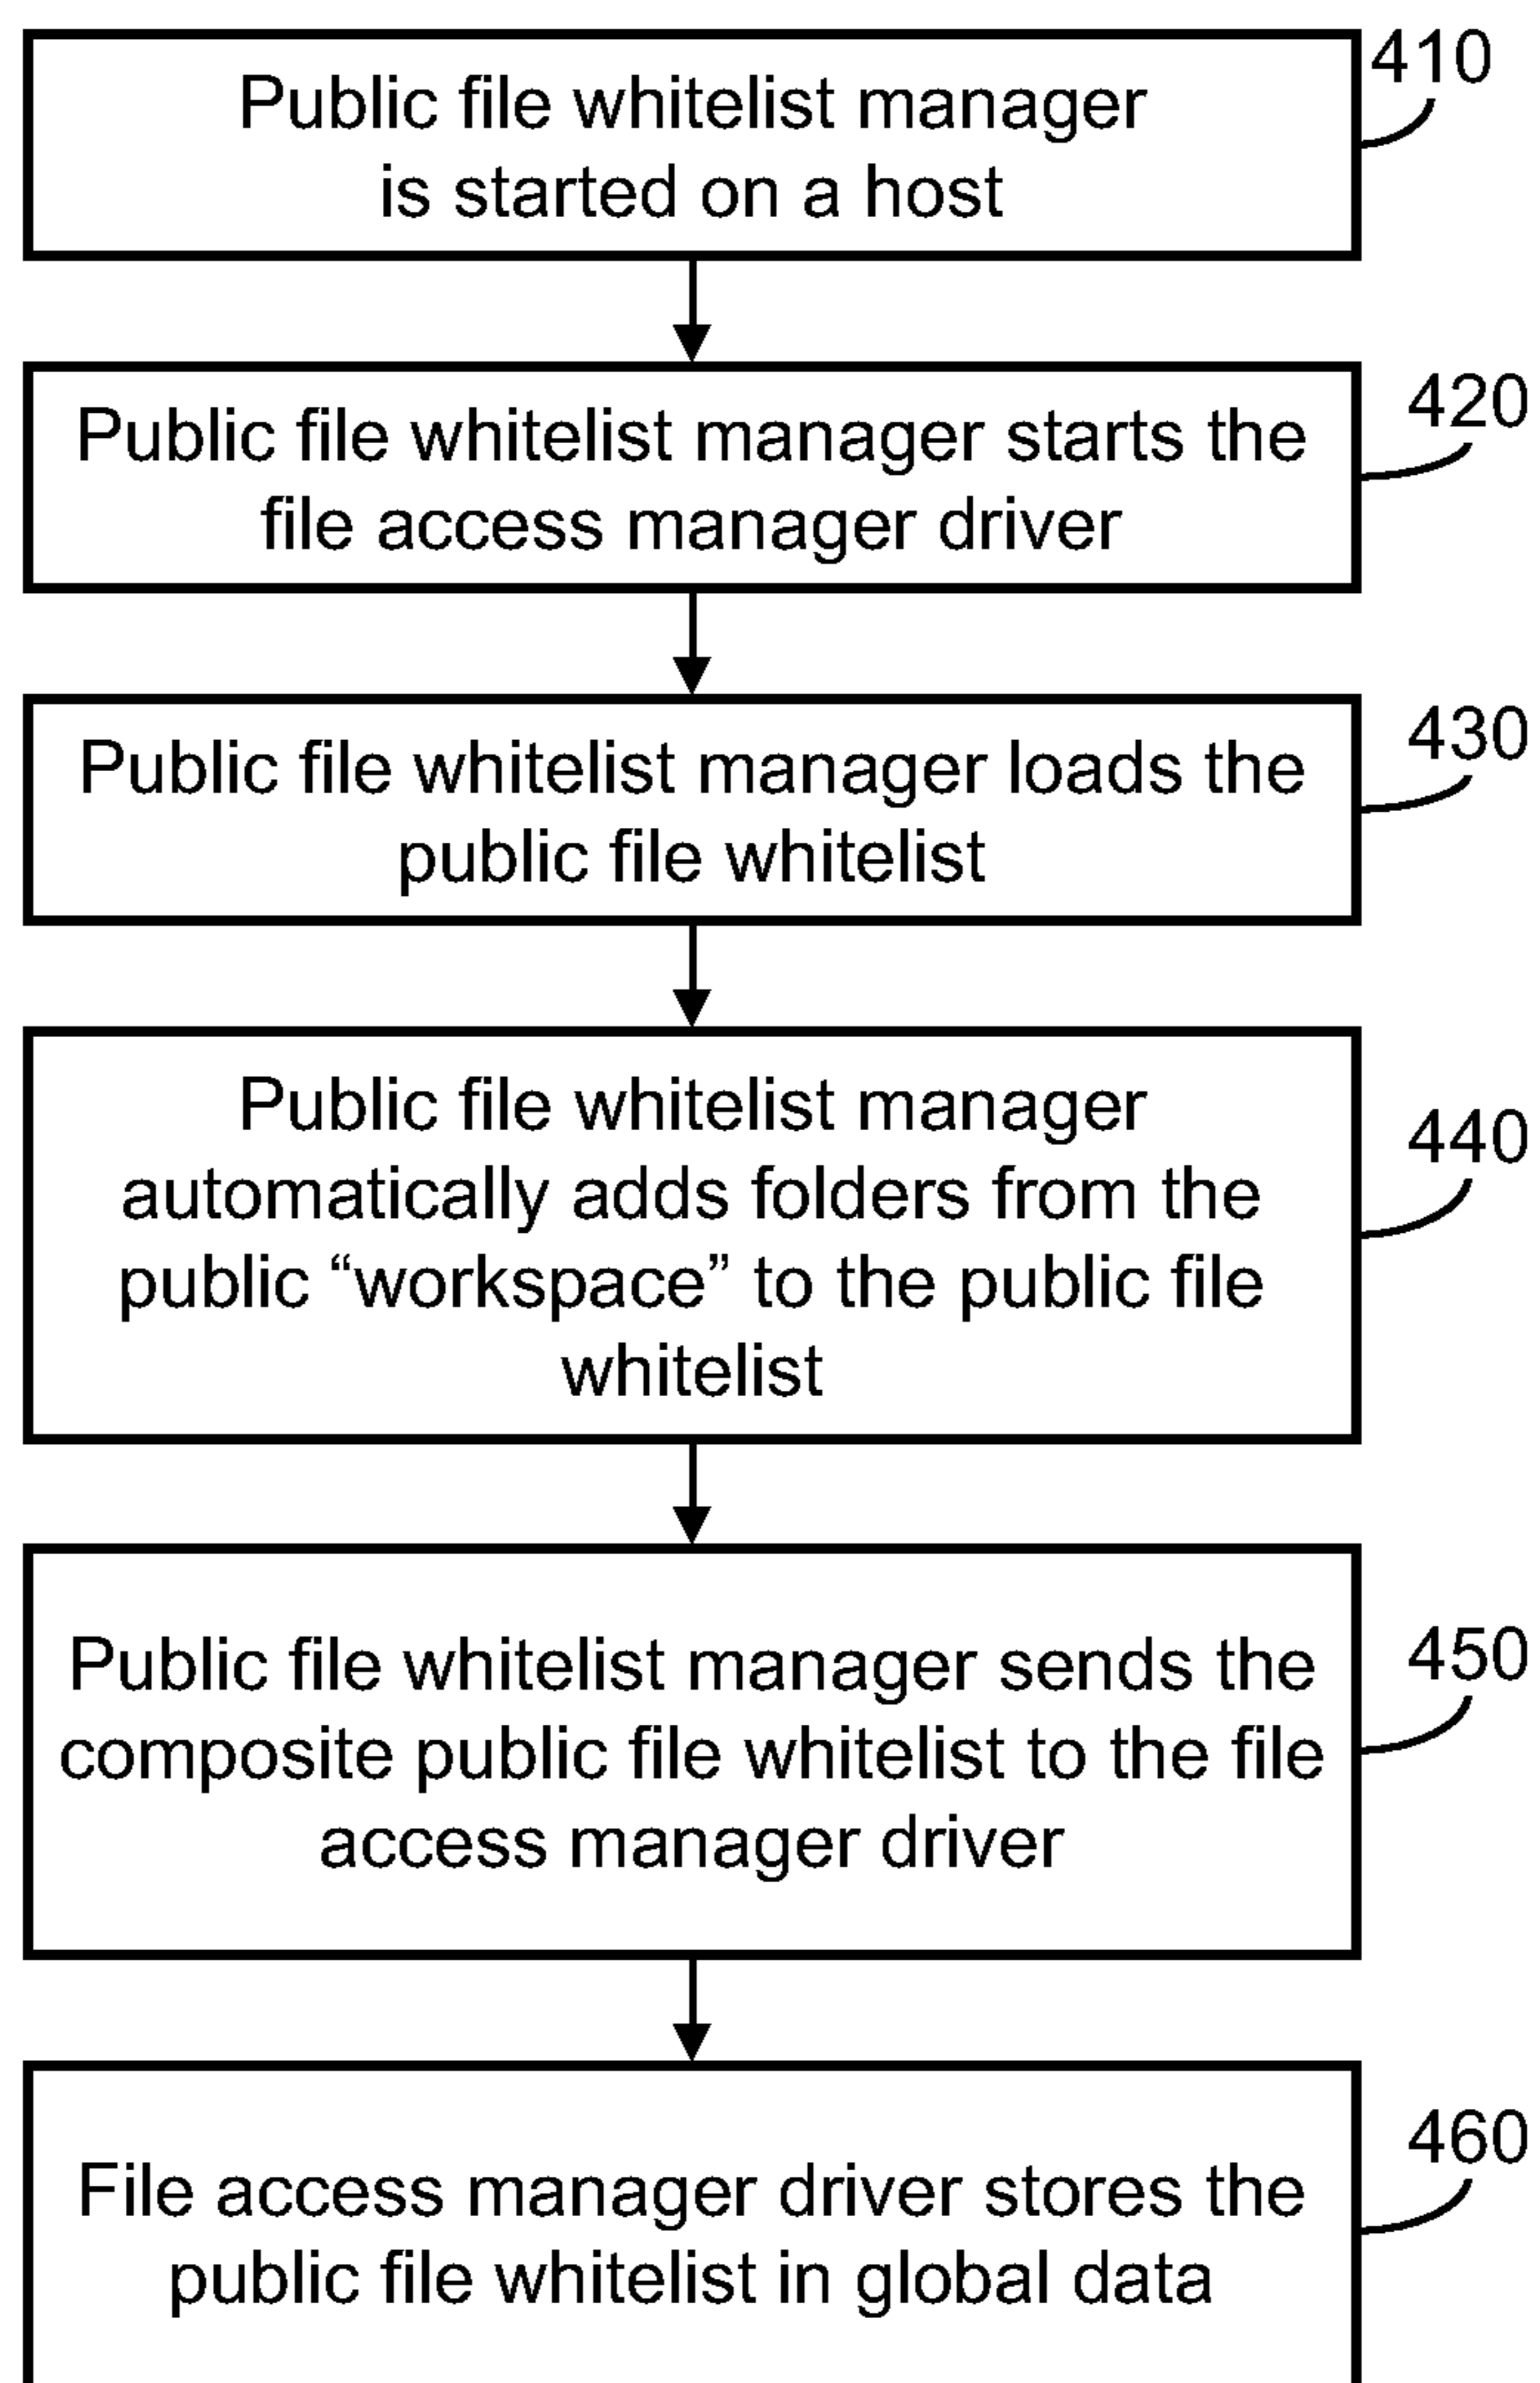 Public file whitelist manager
is started on a host
410
Public file whitelist manager starts the
file access manager driver
420
Public file whitelist manager loads the
public file whitelist
430
Public file whitelist manager
automatically adds folders from the
public “workspace” to the public file
whitelist
440
Public file whitelist manager sends the
composite public file whitelist to the file
access manager driver
450
File access manager driver stores the
public file whitelist in global data
460